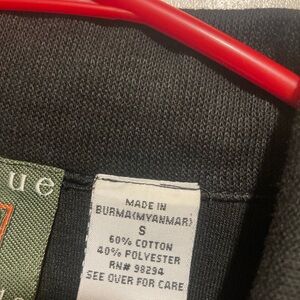 ue
MADE IN
BURMA(MYANMAR)
S
60% COTTON
40% POLYESTER
RN# 98294
SEE OVER FOR CARE